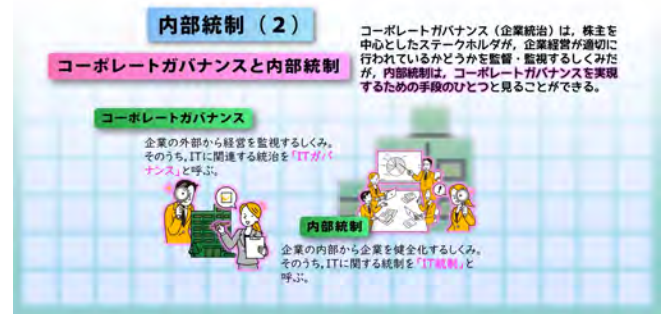 内部統制（２）
コーポレートガバナンスと内部統制
コーポレートガバナンス（企業統治）は，株主を
中心としたステークホルダが，企業経営が適切に
行われているかどうかを監督・監視するしくみだ
が，内部統制は，コーポレートガバナンスを実現
するための手段のひとつと見ることができる。
コーポレートガバナンス
企業の外部から経営を監視するしくみ。
そのうち，ITに関連する統治を「ITガバ
ナンス」と呼ぶ。
内部統制
企業の内部から企業を健全化するしくみ。
そのうち，ITに関する統制を「IT統制」と
呼ぶ。